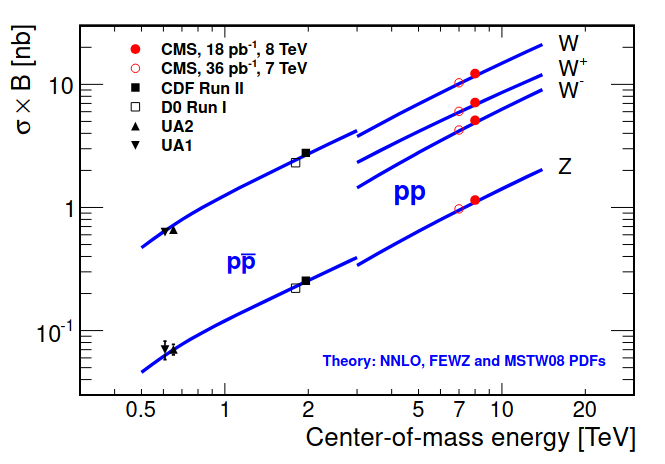 σ × B [nb]
10
1
10⁻¹
CMS, 18 pb⁻¹, 8 TeV
CMS, 36 pb⁻¹, 7 TeV
CDF Run II
D0 Run I
UA2
UA1
W
W⁺
W⁻
Z
pp
pp̅
Theory: NNLO, FEWZ and MSTW08 PDFs
0.5 1 2 5 7 10 20
Center-of-mass energy [TeV]